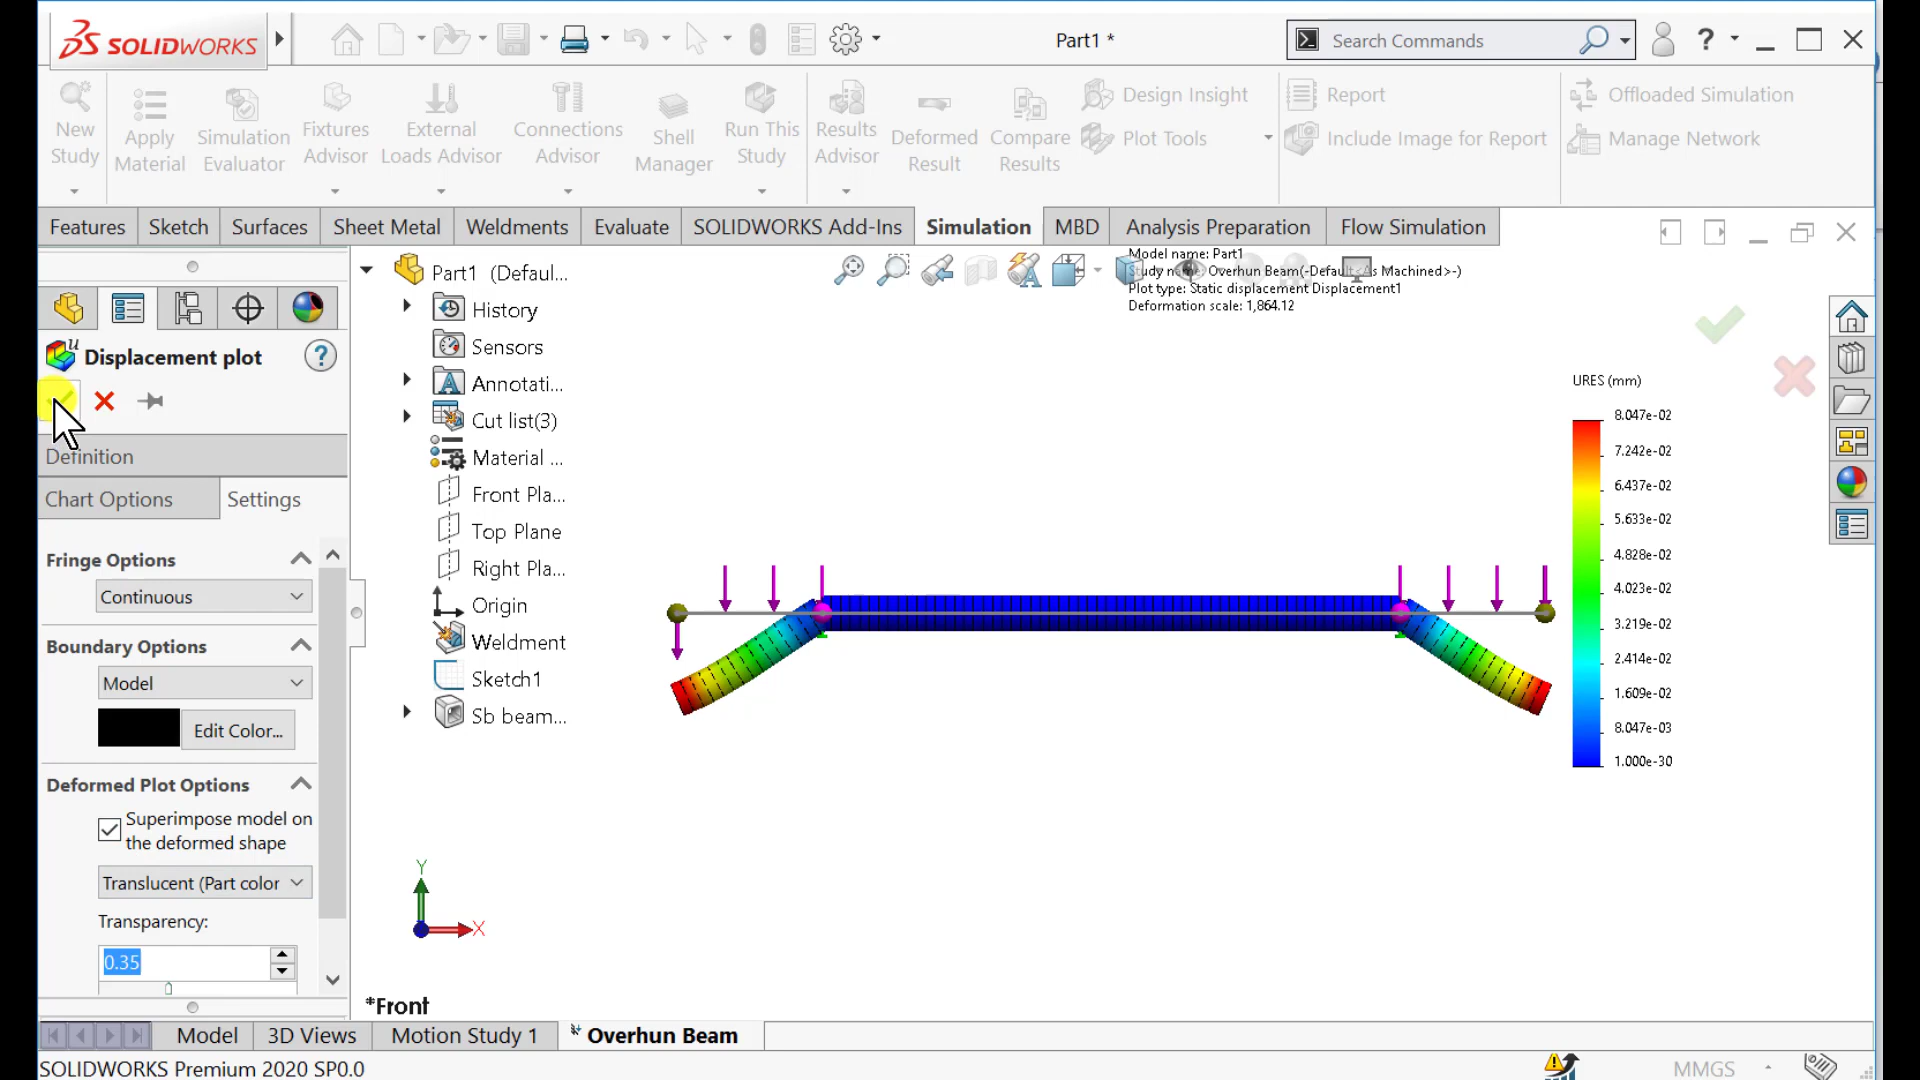 SOLIDWORKS
Part1 *
Search Commands
?
New Study
Apply Material
Simulation Evaluator
Fixtures Advisor
External Loads Advisor
Connections Advisor
Shell Manager
Run This Study
Results Advisor
Deformed Result
Compare Results
Design Insight
Plot Tools
Report
Include Image for Report
Offloaded Simulation
Manage Network
Features
Sketch
Surfaces
Sheet Metal
Weldments
Evaluate
SOLIDWORKS Add-Ins
Simulation
MBD
Analysis Preparation
Flow Simulation
Displacement plot
?
Definition
Chart Options
Settings
Fringe Options
Continuous
Boundary Options
Model
Edit Color...
Deformed Plot Options
Superimpose model on
the deformed shape
Translucent (Part color
Transparency:
0.35
Part1 (Defaul...
History
Sensors
Annotati...
Cut list(3)
Material ...
Front Pla...
Top Plane
Right Pla...
Origin
Weldment
Sketch1
Sb beam...
Model name: Part1
Study name: Overhun Beam(-Default<As Machined>-)
Plot type: Static displacement Displacement1
Deformation scale: 1,864.12
URES (mm)
8.047e-02
7.242e-02
6.437e-02
5.633e-02
4.828e-02
4.023e-02
3.219e-02
2.414e-02
1.609e-02
8.047e-03
1.000e-30
Y
X
*Front
Model
3D Views
Motion Study 1
Overhun Beam
SOLIDWORKS Premium 2020 SP0.0
MMGS